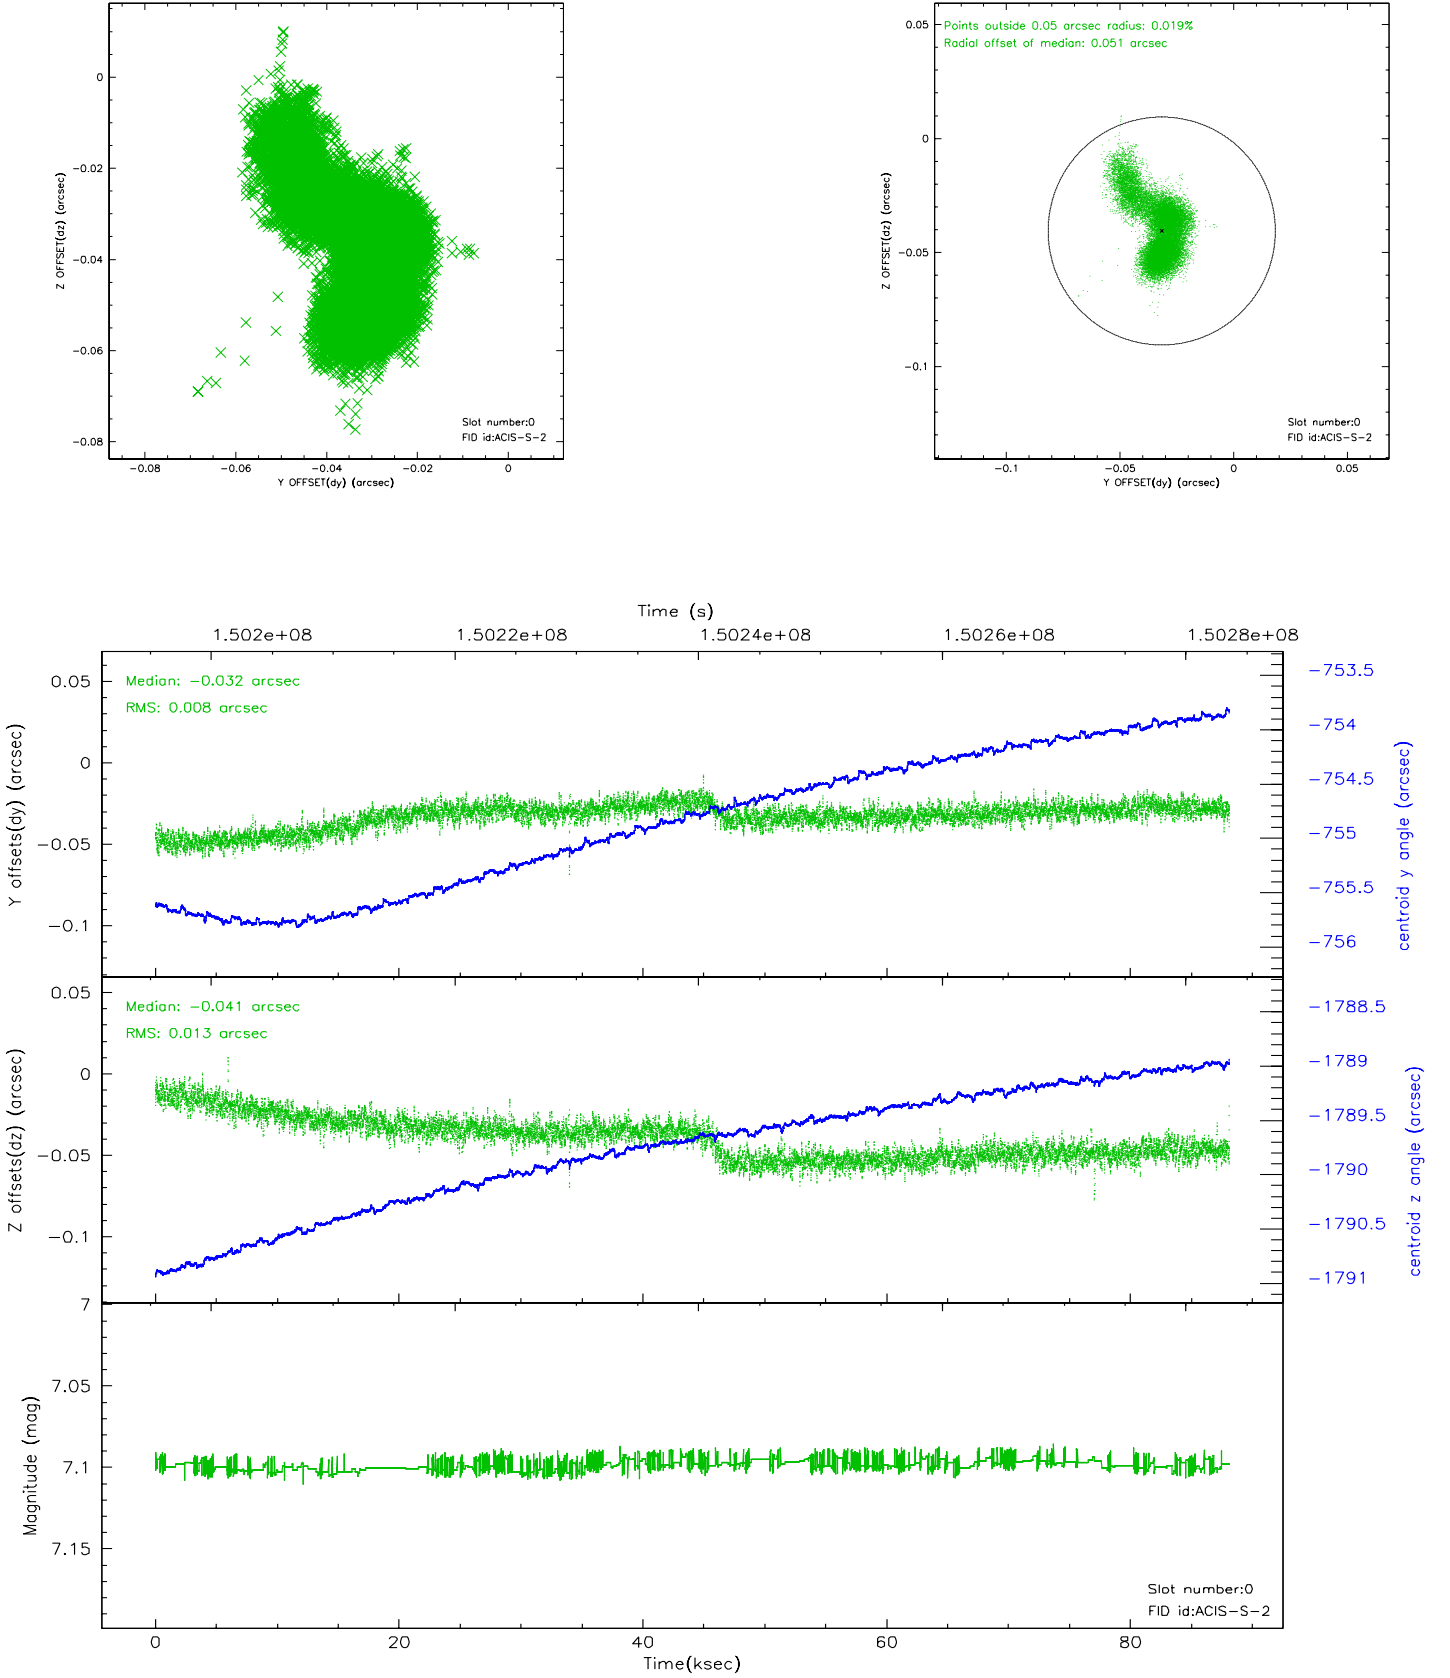 0
−0.02
−0.04
−0.06
−0.08
Z OFFSET(dz) (arcsec)
Slot number:0
FID id:ACIS−S−2
−0.08 −0.06 −0.04 −0.02 0
Y OFFSET(dy) (arcsec)
Points outside 0.05 arcsec radius: 0.019%
Radial offset of median: 0.051 arcsec
0.05
0
−0.05
−0.1
Z OFFSET(dz) (arcsec)
Slot number:0
FID id:ACIS−S−2
−0.1 −0.05 0 0.05
Y OFFSET(dy) (arcsec)
Time (s)
1.502e+08 1.5022e+08 1.5024e+08 1.5026e+08 1.5028e+08
Median: −0.032 arcsec
RMS: 0.008 arcsec
0.05
0
−0.05
−0.1
Y offsets(dy) (arcsec)
−753.5
−754
−754.5
−755
−755.5
−756
centroid y angle (arcsec)
Median: −0.041 arcsec
RMS: 0.013 arcsec
0.05
0
−0.05
−0.1
Z offsets(dz) (arcsec)
−1788.5
−1789
−1789.5
−1790
−1790.5
−1791
centroid z angle (arcsec)
7
7.05
7.1
7.15
Magnitude (mag)
Slot number:0
FID id:ACIS−S−2
0 20 40 60 80
Time(ksec)